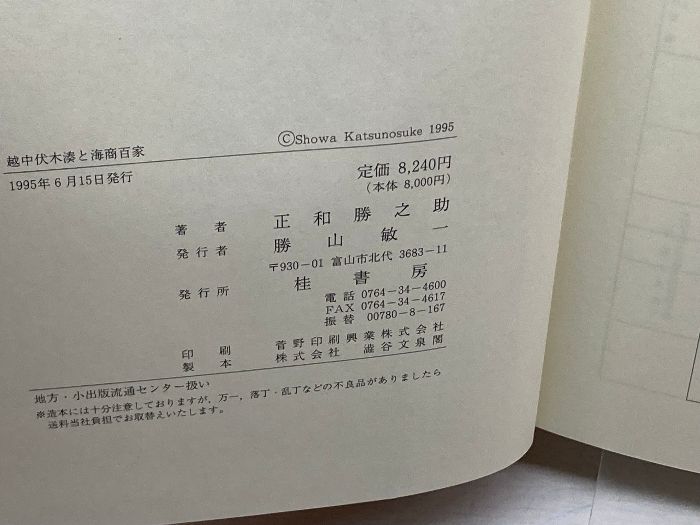 越中伏木湊と海商百家
ⒸShowa Katsunosuke 1995
1995年6月15日発行
定価 8,240円
(本体 8,000円)
著者 正和勝之助
発行者 勝山敏一
〒930-01 富山市北代 3683-11
発行所 桂書房
電話 0764-34-4600
FAX 0764-34-4617
振替 00780-8-167
印刷 菅野印刷興業株式会社
製本 株式会社 澁谷文泉閣
地方・小出版流通センター扱い
※造本には十分注意しておりますが、万一，落丁・乱丁などの不良品がありましたら
送料当社負担でお取替えいたします。